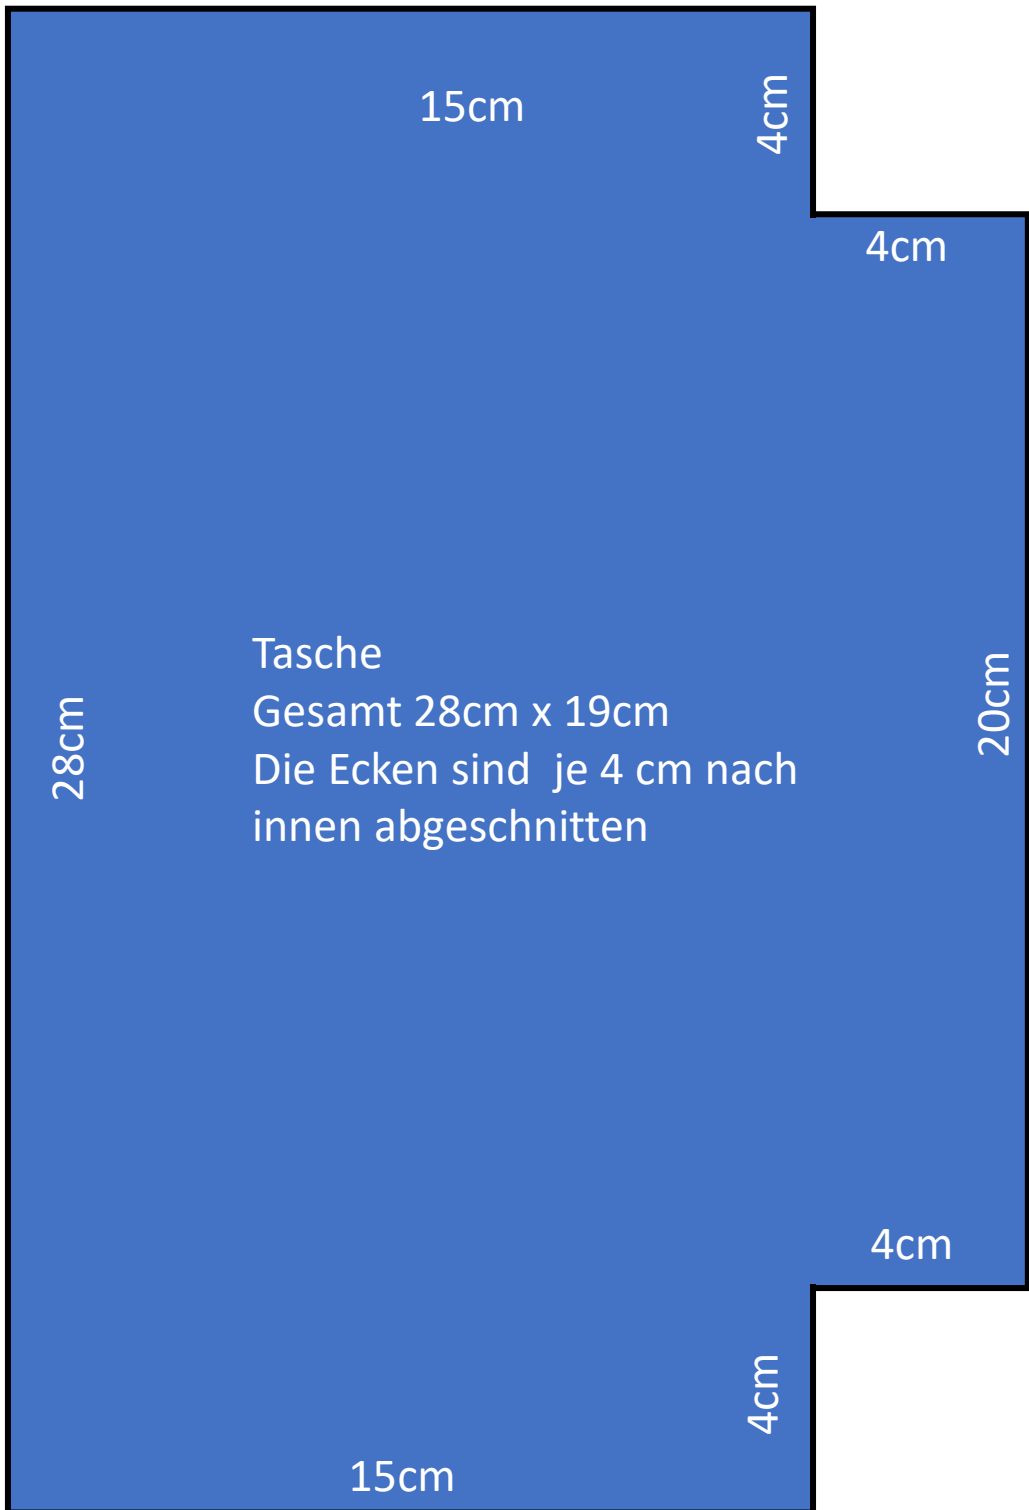 15cm
4cm
4cm
Tasche
Gesamt 28cm x 19cm
Die Ecken sind  je 4 cm nach
innen abgeschnitten
28cm
20cm
4cm
4cm
15cm